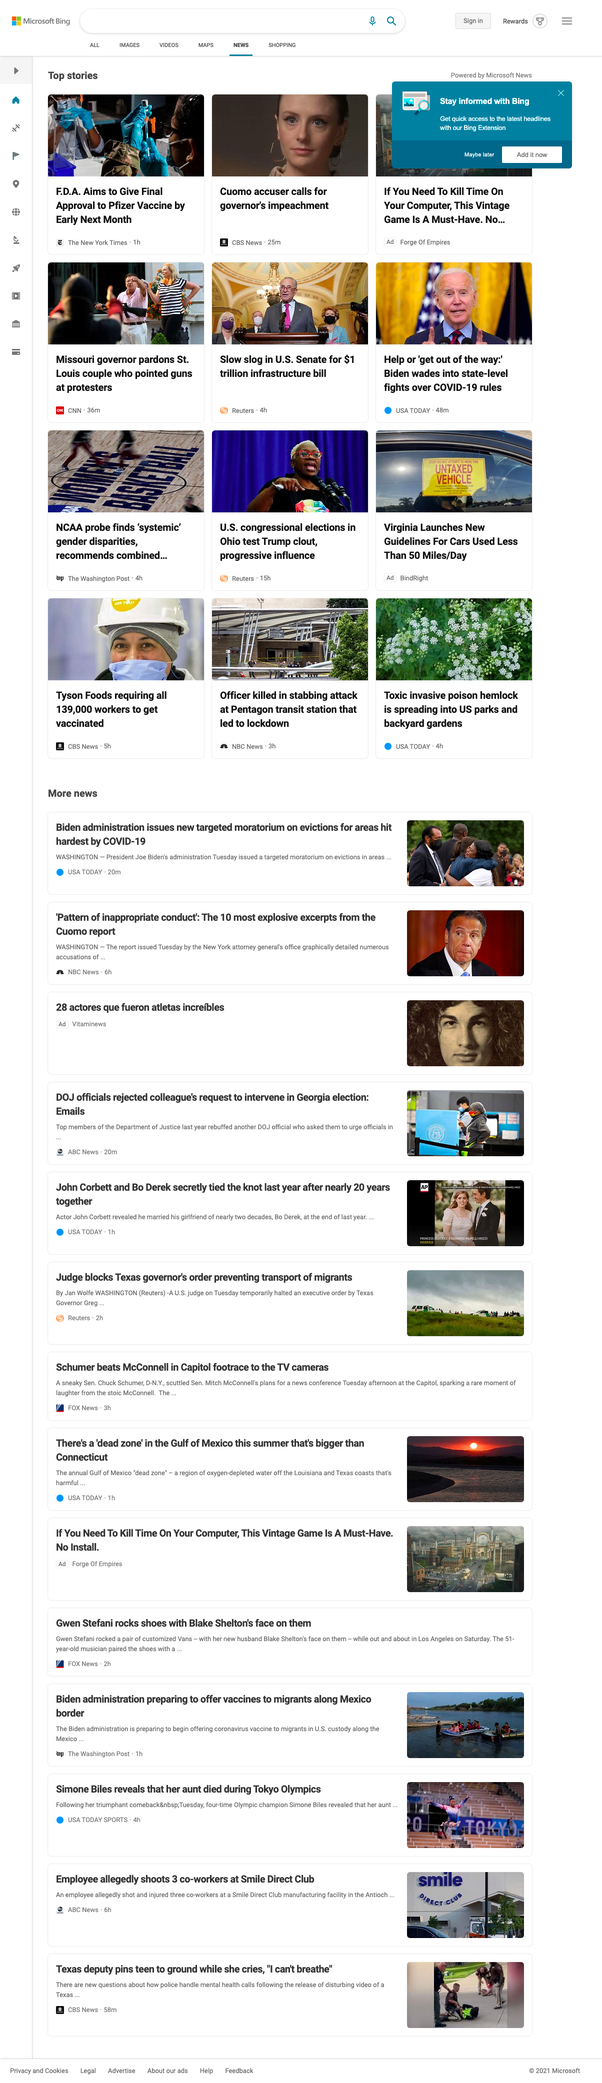 Microsoft Bing
Sign in
Rewards
ALL IMAGES VIDEOS MAPS NEWS SHOPPING
Top stories
Powered by Microsoft News
Stay informed with Bing
Get quick access to the latest headlines
with our Bing Extension
Maybe later
Add it now
F.D.A. Aims to Give Final
Approval to Pfizer Vaccine by
Early Next Month
The New York Times · 1h
Cuomo accuser calls for
governor's impeachment
CBS News · 25m
If You Need To Kill Time On
Your Computer, This Vintage
Game Is A Must-Have. No...
Ad Forge Of Empires
Missouri governor pardons St.
Louis couple who pointed guns
at protesters
CNN · 36m
Slow slog in U.S. Senate for $1
trillion infrastructure bill
Reuters · 4h
Help or 'get out of the way:'
Biden wades into state-level
fights over COVID-19 rules
USA TODAY · 48m
NCAA probe finds 'systemic'
gender disparities,
recommends combined...
The Washington Post · 4h
U.S. congressional elections in
Ohio test Trump clout,
progressive influence
Reuters · 15h
UNTAXED
VEHICLE
Virginia Launches New
Guidelines For Cars Used Less
Than 50 Miles/Day
Ad BindRight
Tyson Foods requiring all
139,000 workers to get
vaccinated
CBS News · 5h
Officer killed in stabbing attack
at Pentagon transit station that
led to lockdown
NBC News · 3h
Toxic invasive poison hemlock
is spreading into US parks and
backyard gardens
USA TODAY · 4h
More news
Biden administration issues new targeted moratorium on evictions for areas hit
hardest by COVID-19
WASHINGTON — President Joe Biden's administration Tuesday issued a targeted moratorium on evictions in areas ...
USA TODAY · 20m
'Pattern of inappropriate conduct': The 10 most explosive excerpts from the
Cuomo report
WASHINGTON — The report issued Tuesday by the New York attorney general's office graphically detailed numerous
accusations of ...
NBC News · 6h
28 actores que fueron atletas increíbles
Ad Vitaminews
DOJ officials rejected colleague's request to intervene in Georgia election:
Emails
Top members of the Department of Justice last year rebuffed another DOJ official who asked them to urge officials in
...
ABC News · 20m
John Corbett and Bo Derek secretly tied the knot last year after nearly 20 years
together
Actor John Corbett revealed he married his girlfriend of nearly two decades, Bo Derek, at the end of last year. ...
USA TODAY · 1h
AP
Judge blocks Texas governor's order preventing transport of migrants
By Jan Wolfe WASHINGTON (Reuters) -A U.S. judge on Tuesday temporarily halted an executive order by Texas
Governor Greg ...
Reuters · 2h
Schumer beats McConnell in Capitol footrace to the TV cameras
A sneaky Sen. Chuck Schumer, D-N.Y., scuttled Sen. Mitch McConnell's plans for a news conference Tuesday afternoon at the Capitol, sparking a rare moment of
laughter from the stoic McConnell. The ...
FOX News · 3h
There's a 'dead zone' in the Gulf of Mexico this summer that's bigger than
Connecticut
The annual Gulf of Mexico "dead zone" – a region of oxygen-depleted water off the Louisiana and Texas coasts that's
harmful ...
USA TODAY · 1h
If You Need To Kill Time On Your Computer, This Vintage Game Is A Must-Have.
No Install.
Ad Forge Of Empires
Gwen Stefani rocks shoes with Blake Shelton's face on them
Gwen Stefani rocked a pair of customized Vans – with her new husband Blake Shelton's face on them – while out and about in Los Angeles on Saturday. The 51-
year-old musician paired the shoes with a ...
FOX News · 2h
Biden administration preparing to offer vaccines to migrants along Mexico
border
The Biden administration is preparing to begin offering coronavirus vaccine to migrants in U.S. custody along the
Mexico ...
The Washington Post · 1h
Simone Biles reveals that her aunt died during Tokyo Olympics
Following her triumphant comeback&nbsp;Tuesday, four-time Olympic champion Simone Biles revealed that her aunt ...
USA TODAY SPORTS · 4h
TOKYO
Employee allegedly shoots 3 co-workers at Smile Direct Club
An employee allegedly shot and injured three co-workers at a Smile Direct Club manufacturing facility in the Antioch ...
ABC News · 6h
smile
DIRECT CLUB
Texas deputy pins teen to ground while she cries, "I can't breathe"
There are new questions about how police handle mental health calls following the release of disturbing video of a
Texas ...
CBS News · 58m
Privacy and Cookies Legal Advertise About our ads Help Feedback
© 2021 Microsoft